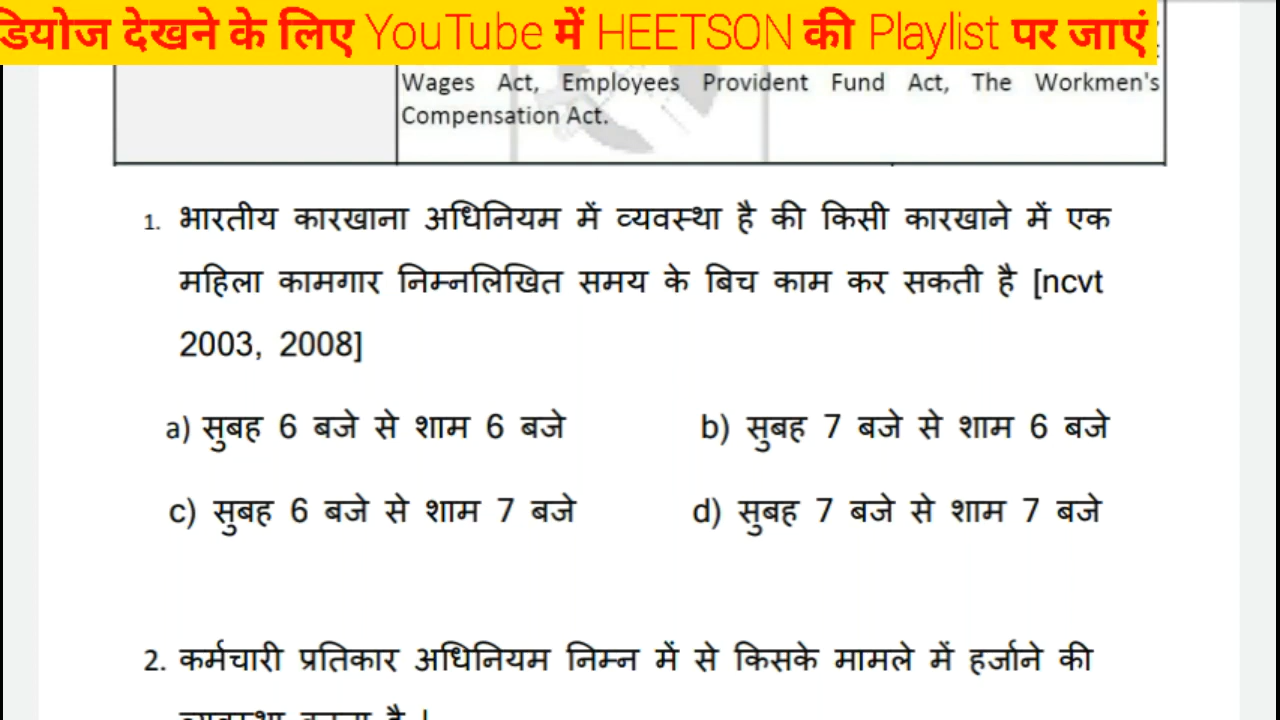 डियोज देखने के लिए YouTube में HEETSON की Playlist पर जाएं
Wages Act, Employees Provident Fund Act, The Workmen's
Compensation Act.
1. भारतीय कारखाना अधिनियम में व्यवस्था है की किसी कारखाने में एक
महिला कामगार निम्नलिखित समय के बिच काम कर सकती है [ncvt
2003, 2008]
a) सुबह 6 बजे से शाम 6 बजे b) सुबह 7 बजे से शाम 6 बजे
c) सुबह 6 बजे से शाम 7 बजे d) सुबह 7 बजे से शाम 7 बजे
2. कर्मचारी प्रतिकार अधिनियम निम्न में से किसके मामले में हर्जाने की